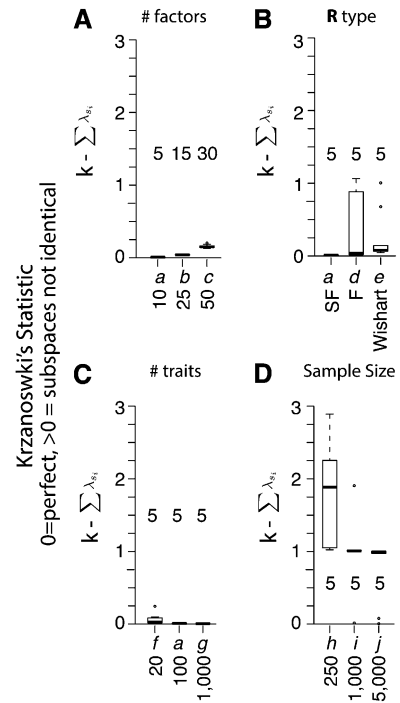 A # factors
3
2
1
0
k - ∑ λsi
5 15 30
a b c
10 25 50
B R type
3
2
1
0
k - ∑ λsi
5 5 5
a d e
SF F Wishart
Krzanoswki's Statistic
0=perfect, >0 = subspaces not identical
C # traits
3
2
1
0
k - ∑ λsi
5 5 5
f a g
20 100 1,000
D Sample Size
3
2
1
0
k - ∑ λsi
5 5 5
h i j
250 1,000 5,000